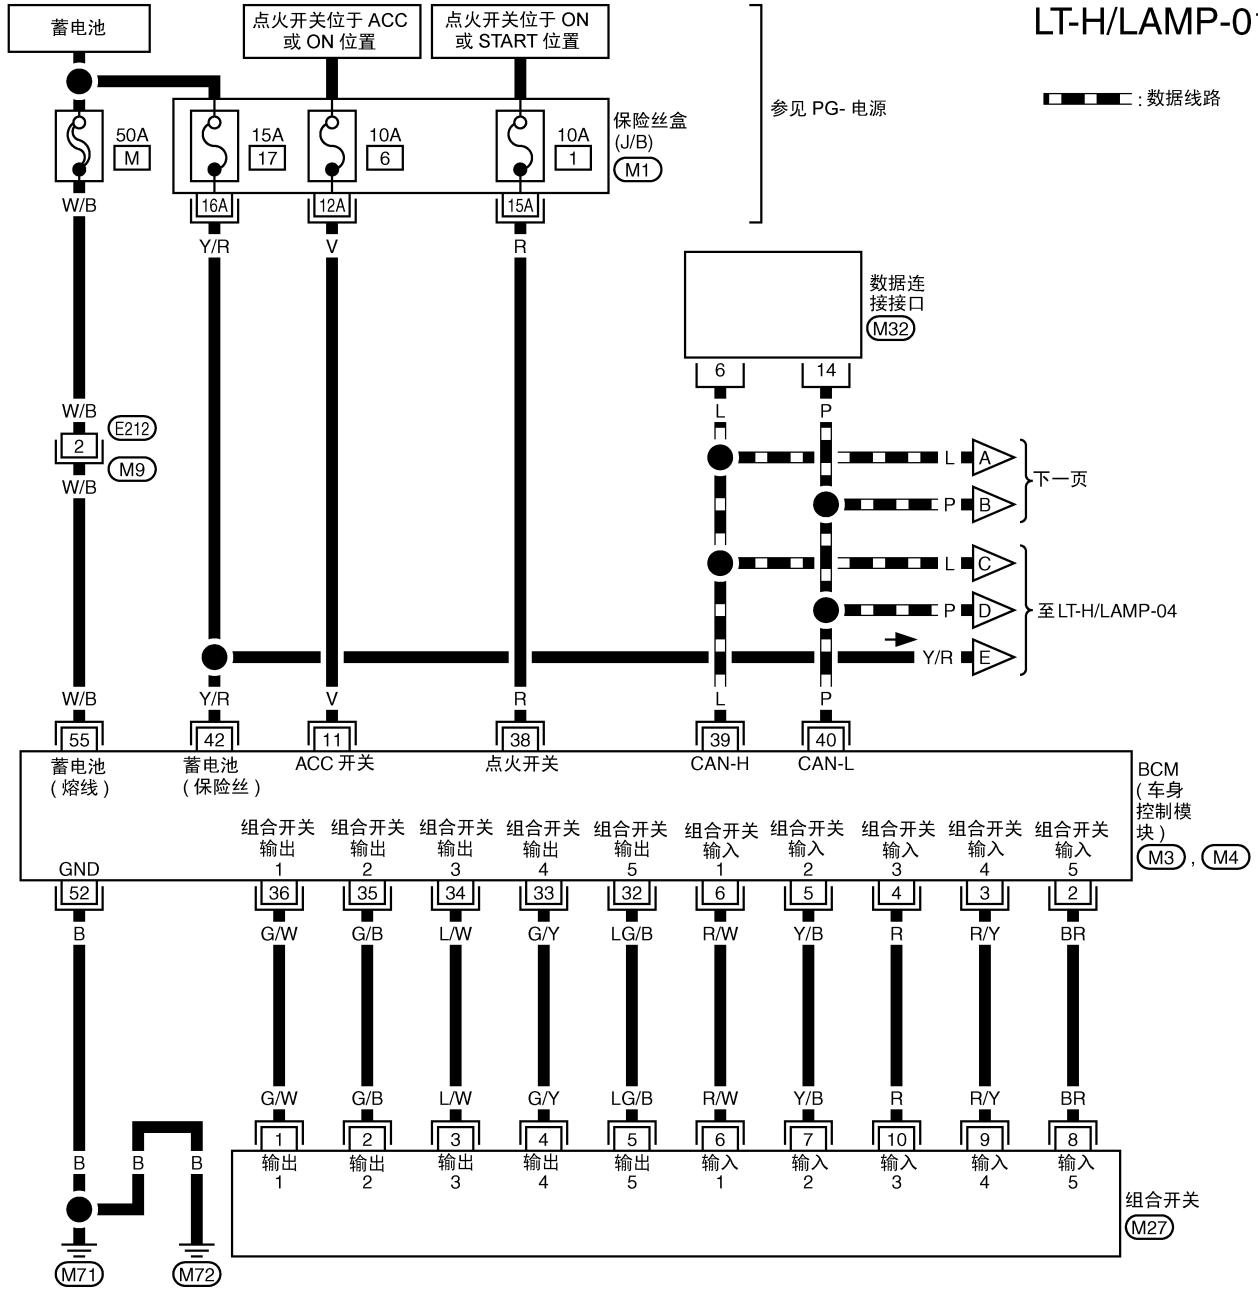 LT-H/LAMP-0
蓄电池
点火开关位于 ACC
或 ON 位置
点火开关位于 ON
或 START 位置
: 数据线路
参见 PG- 电源
50A
M
15A
17
10A
6
10A
1
保险丝盒
(J/B)
M1
W/B
16A
12A
15A
Y/R
V
R
数据连
接接口
M32
6
14
L
P
W/B
E212
2
M9
W/B
L
A
下一页
P
B
L
C
P
D
至LT-H/LAMP-04
Y/R
E
W/B
Y/R
V
R
L
P
55
42
11
38
39
40
蓄电池
(熔线)
蓄电池
(保险丝)
ACC 开关
点火开关
CAN-H
CAN-L
BCM
(车身
控制模
块)
M3 , M4
GND
组合开关
输出
1
组合开关
输出
2
组合开关
输出
3
组合开关
输出
4
组合开关
输出
5
组合开关
输入
1
组合开关
输入
2
组合开关
输入
3
组合开关
输入
4
组合开关
输入
5
52
36
35
34
33
32
6
5
4
3
2
B
G/W
G/B
L/W
G/Y
LG/B
R/W
Y/B
R
R/Y
BR
G/W
G/B
L/W
G/Y
LG/B
R/W
Y/B
R
R/Y
BR
1
2
3
4
5
6
7
10
9
8
B
B
B
输出
1
输出
2
输出
3
输出
4
输出
5
输入
1
输入
2
输入
3
输入
4
输入
5
组合开关
M27
M71
M72